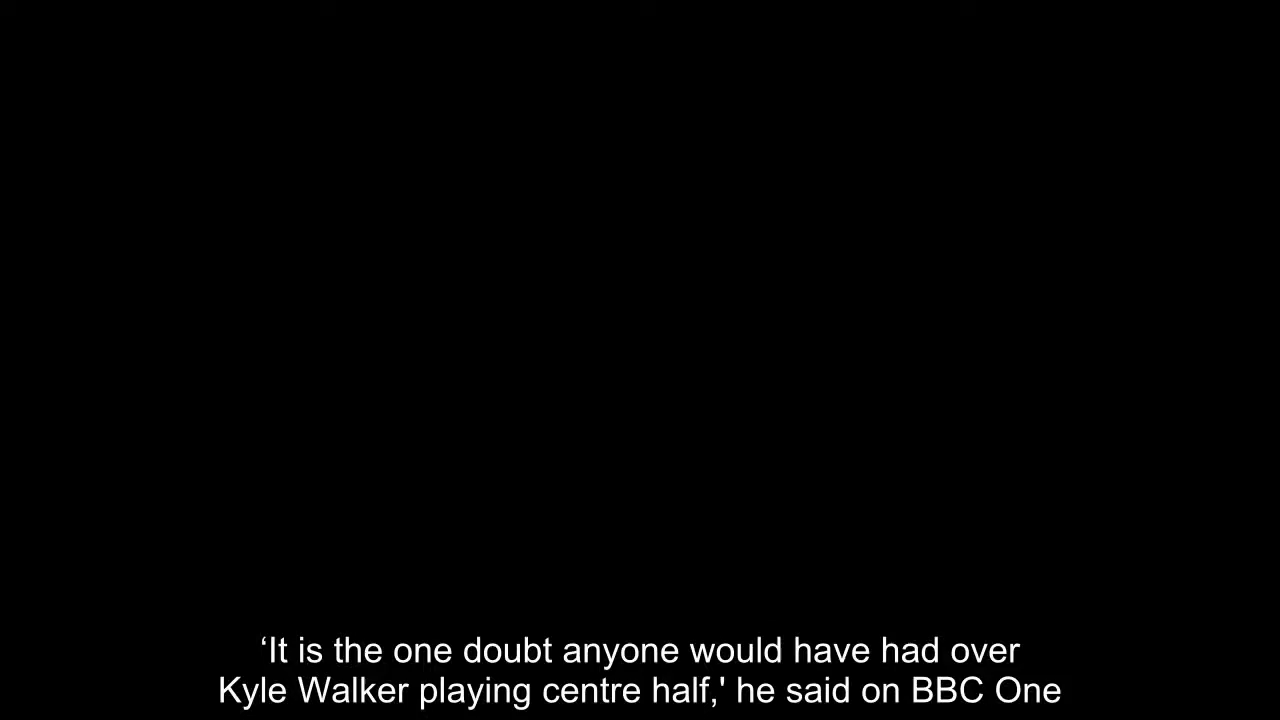 ‘It is the one doubt anyone would have had over
Kyle Walker playing centre half,' he said on BBC One